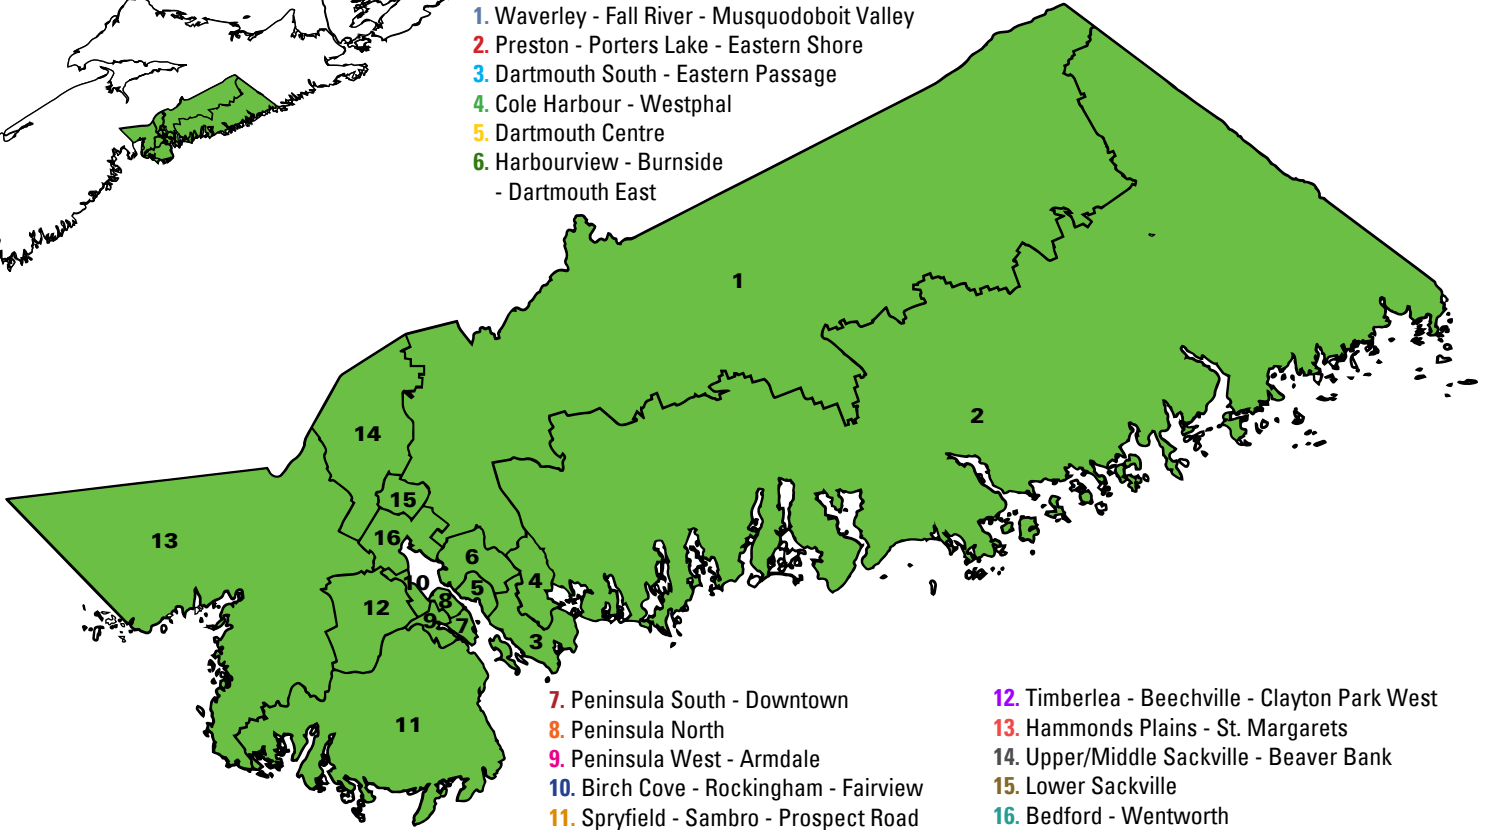 1. Waverley - Fall River - Musquodoboit Valley
2. Preston - Porters Lake - Eastern Shore
3. Dartmouth South - Eastern Passage
4. Cole Harbour - Westphal
5. Dartmouth Centre
6. Harbourview - Burnside
- Dartmouth East
1
2
14
15
13
16
6
10
5
4
12
8
9
7
3
11
7. Peninsula South - Downtown
8. Peninsula North
9. Peninsula West - Armdale
10. Birch Cove - Rockingham - Fairview
11. Spryfield - Sambro - Prospect Road
12. Timberlea - Beechville - Clayton Park West
13. Hammonds Plains - St. Margarets
14. Upper/Middle Sackville - Beaver Bank
15. Lower Sackville
16. Bedford - Wentworth